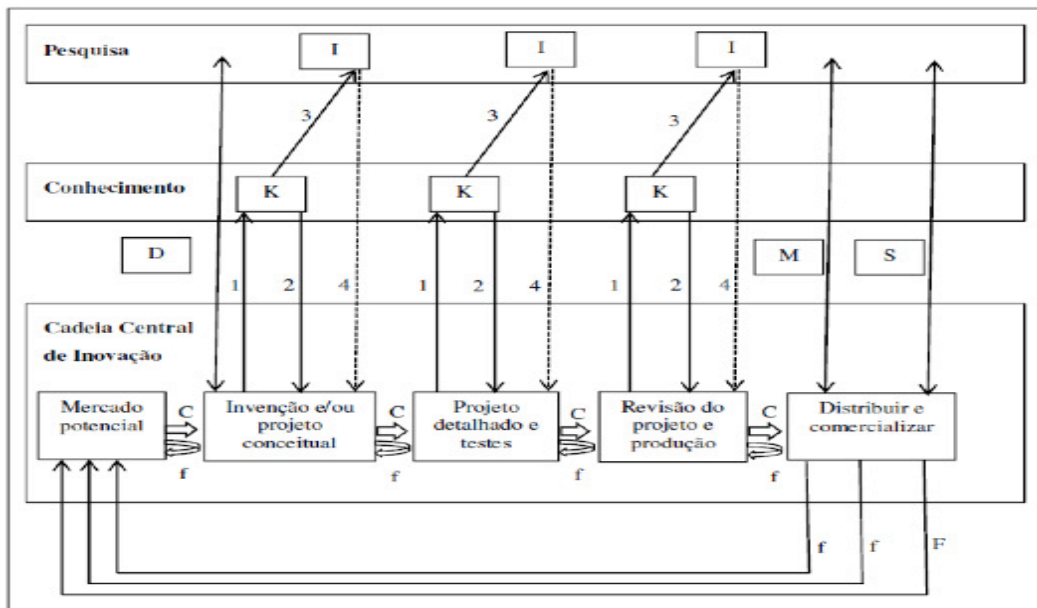 Pesquisa
I
I
I
3
3
3
Conhecimento
K
K
K
D
M
S
1
2
4
1
2
4
1
2
4
Cadeia Central
de Inovação
Mercado
potencial
C
f
Invenção e/ou
projeto
conceitual
C
f
Projeto
detalhado e
testes
C
f
Revisão do
projeto e
produção
C
f
Distribuir e
comercializar
f
f
F